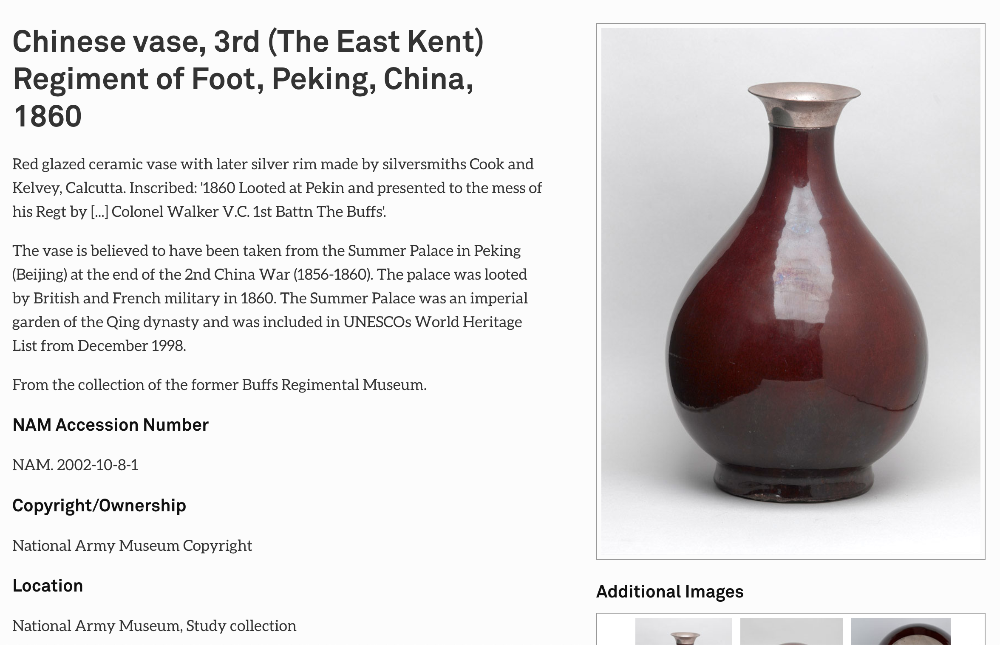 Chinese vase, 3rd (The East Kent)
Regiment of Foot, Peking, China,
1860
Red glazed ceramic vase with later silver rim made by silversmiths Cook and
Kelvey, Calcutta. Inscribed: '1860 Looted at Pekin and presented to the mess of
his Regt by [...] Colonel Walker V.C. 1st Battn The Buffs'.
The vase is believed to have been taken from the Summer Palace in Peking
(Beijing) at the end of the 2nd China War (1856-1860). The palace was looted
by British and French military in 1860. The Summer Palace was an imperial
garden of the Qing dynasty and was included in UNESCOs World Heritage
List from December 1998.
From the collection of the former Buffs Regimental Museum.
NAM Accession Number
NAM. 2002-10-8-1
Copyright/Ownership
National Army Museum Copyright
Location
National Army Museum, Study collection
Additional Images